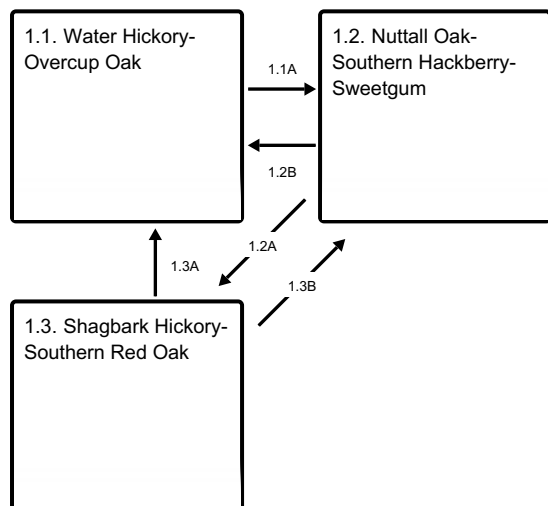 1.1. Water Hickory-
Overcup Oak
1.1A
1.2. Nuttall Oak-
Southern Hackberry-
Sweetgum
1.2B
1.2A
1.3A
1.3B
1.3. Shagbark Hickory-
Southern Red Oak